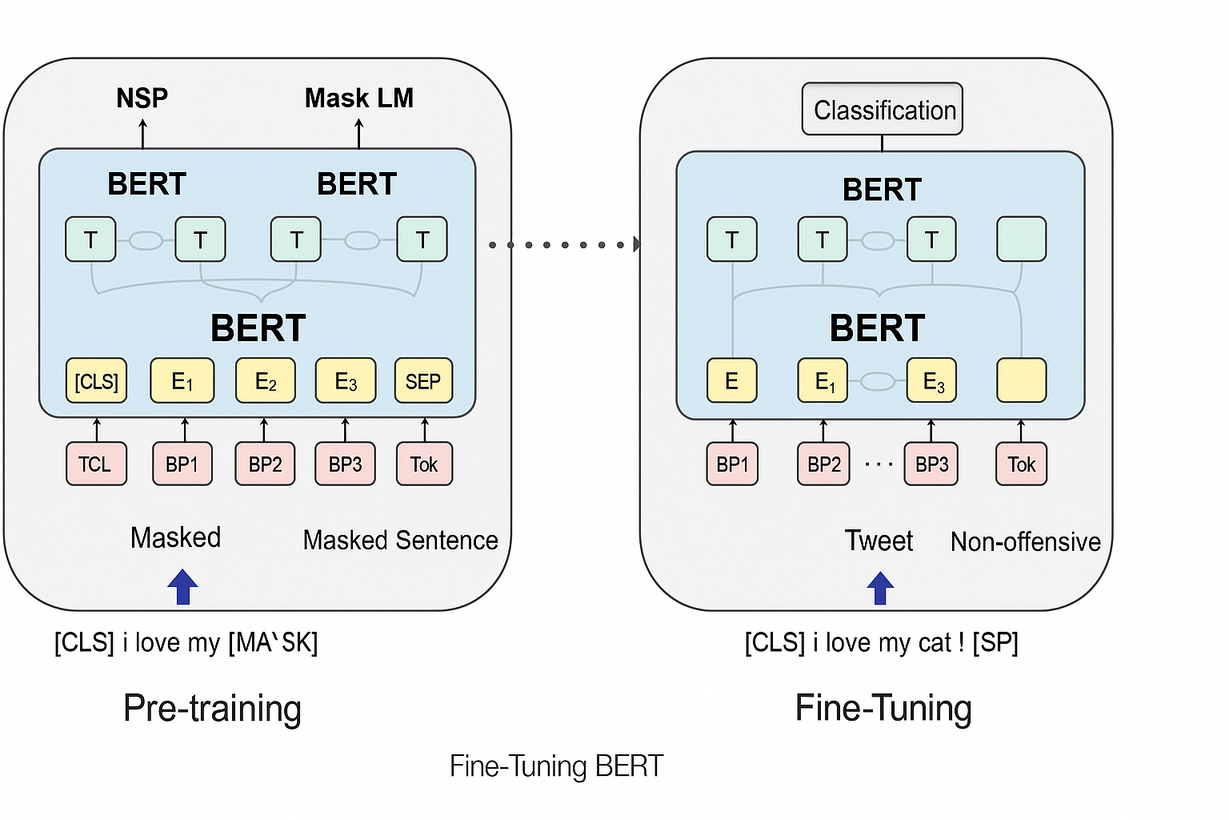 NSP Mask LM
BERT BERT
T T T T
BERT
[CLS] E₁ E₂ E₃ SEP
TCL BP1 BP2 BP3 Tok
Masked Masked Sentence
[CLS] i love my [MA‵SK]
Pre-training
Classification
BERT
T T T
BERT
E E₁ E₃
BP1 BP2 ... BP3 Tok
Tweet Non-offensive
[CLS] i love my cat ! [SP]
Fine-Tuning
Fine-Tuning BERT